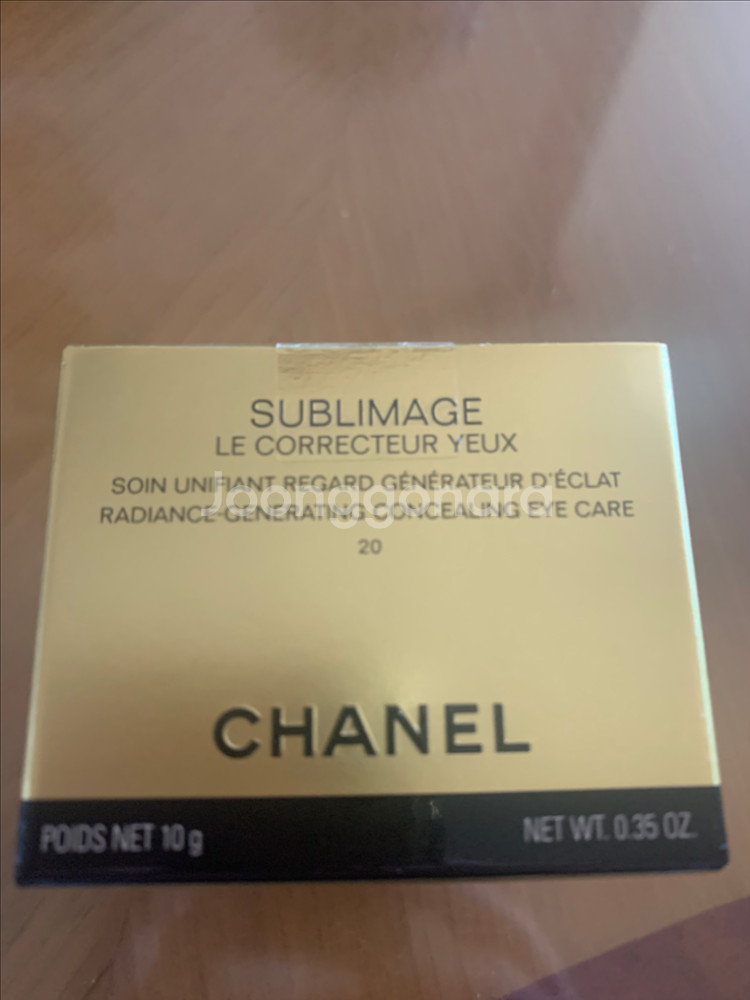 SUBLIMAGE
LE CORRECTEUR YEUX
SOIN UNIFIANT REGARD GÉNÉRATEUR D'ÉCLAT
Joonggonara
RADIANCE-GENERATING CONCEALING EYE CARE
20
CHANEL
POIDS NET 10 g
NET WT. 0.35 OZ.